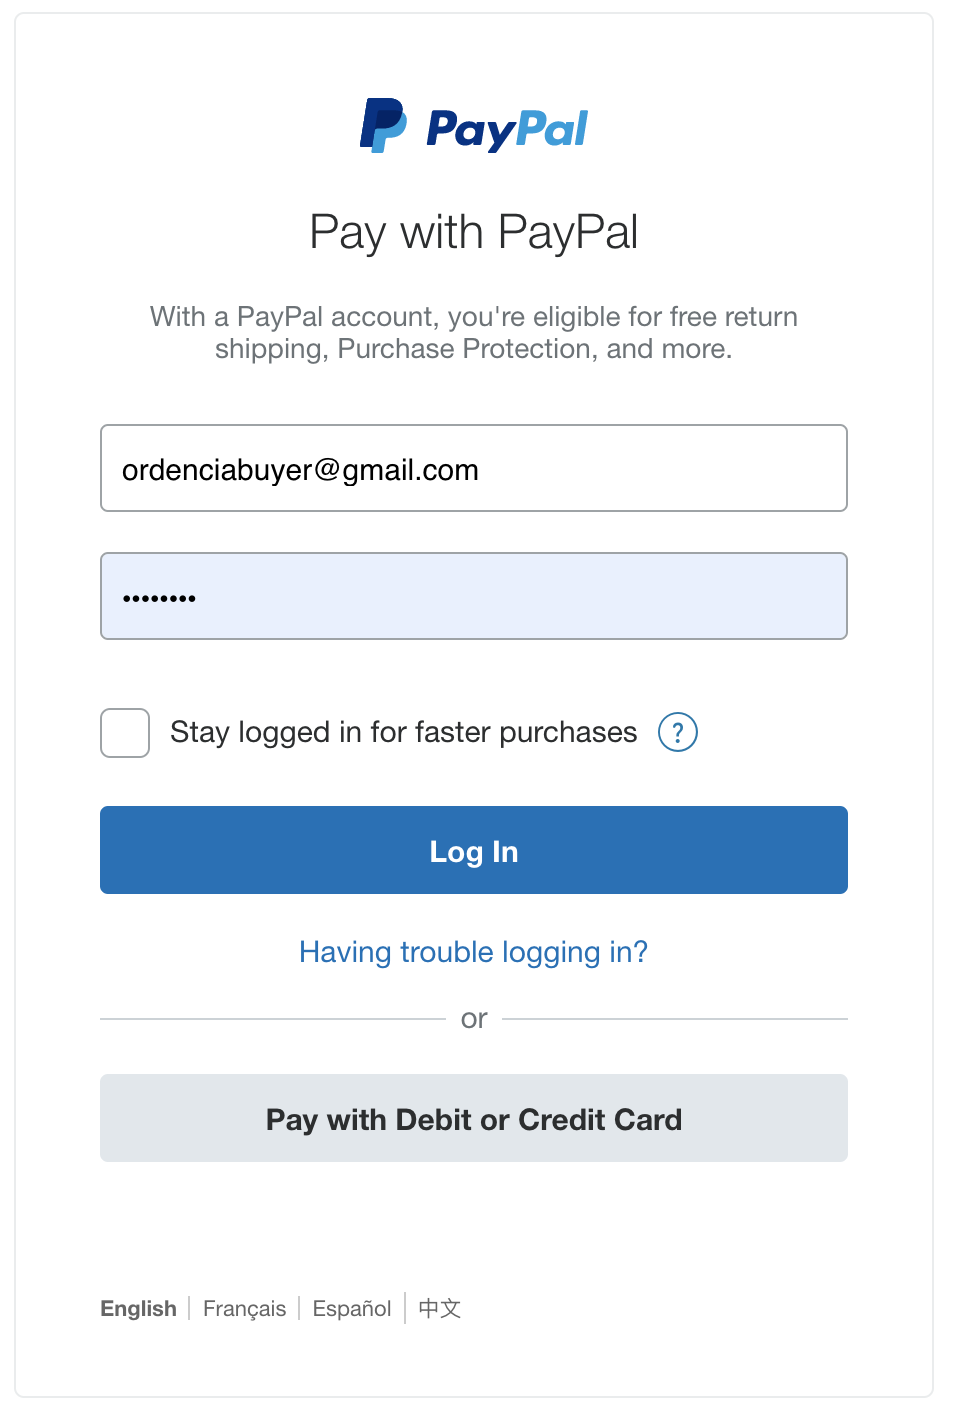 PayPal
Pay with PayPal
With a PayPal account, you're eligible for free return
shipping, Purchase Protection, and more.
ordenciabuyer@gmail.com
••••••••
Stay logged in for faster purchases ?
Log In
Having trouble logging in?
or
Pay with Debit or Credit Card
English | Français | Español | 中文